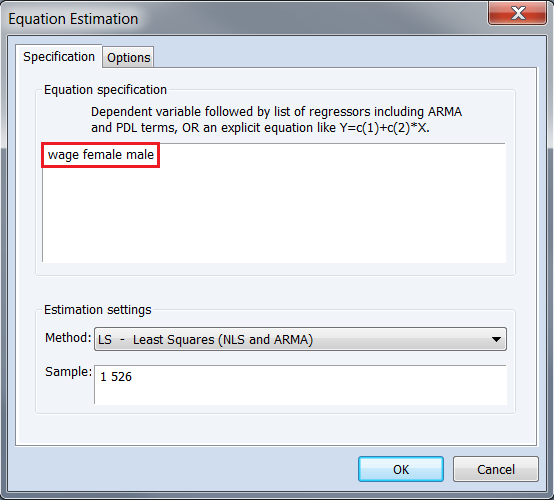 Equation Estimation
Specification Options
Equation specification
Dependent variable followed by list of regressors including ARMA
and PDL terms, OR an explicit equation like Y=c(1)+c(2)*X.
wage female male
Estimation settings
Method: LS - Least Squares (NLS and ARMA)
Sample: 1 526
OK Cancel